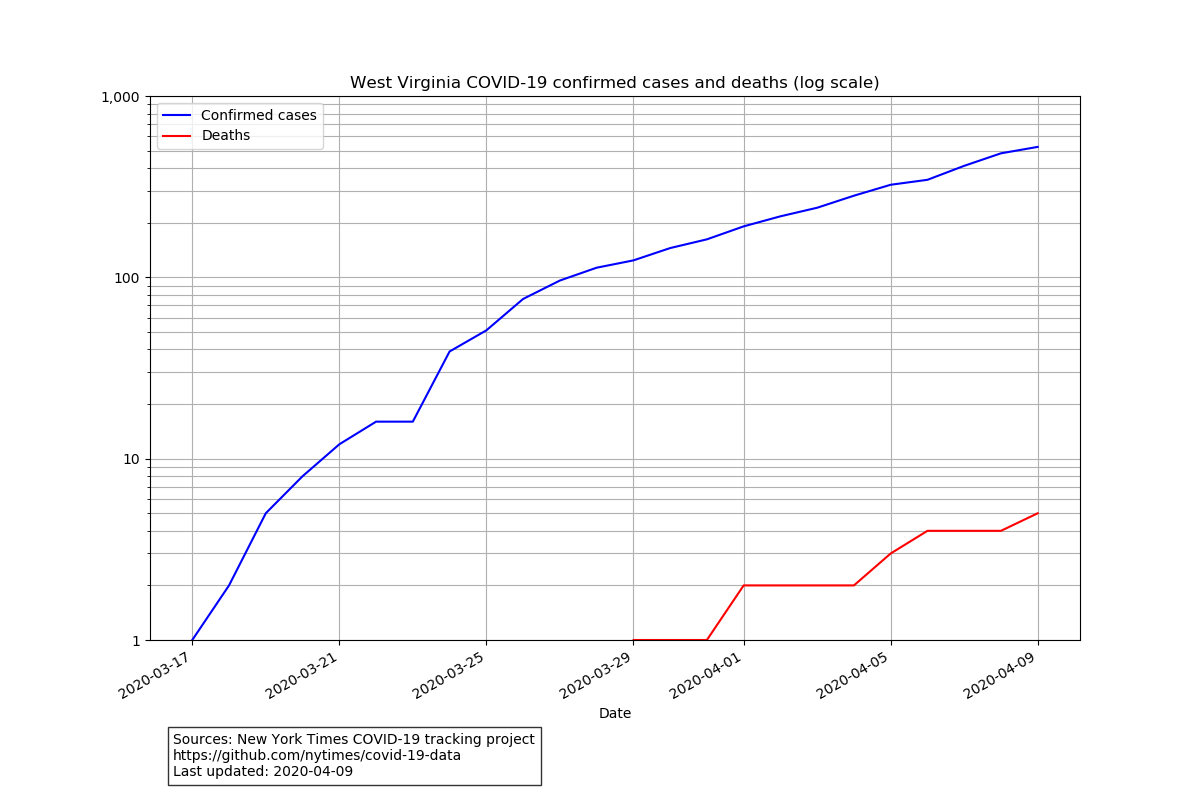 West Virginia COVID-19 confirmed cases and deaths (log scale)
1,000
Confirmed cases
Deaths
100
10
1
2020-03-17
2020-03-21
2020-03-25
2020-03-29
2020-04-01
2020-04-05
2020-04-09
Date
Sources: New York Times COVID-19 tracking project
https://github.com/nytimes/covid-19-data
Last updated: 2020-04-09